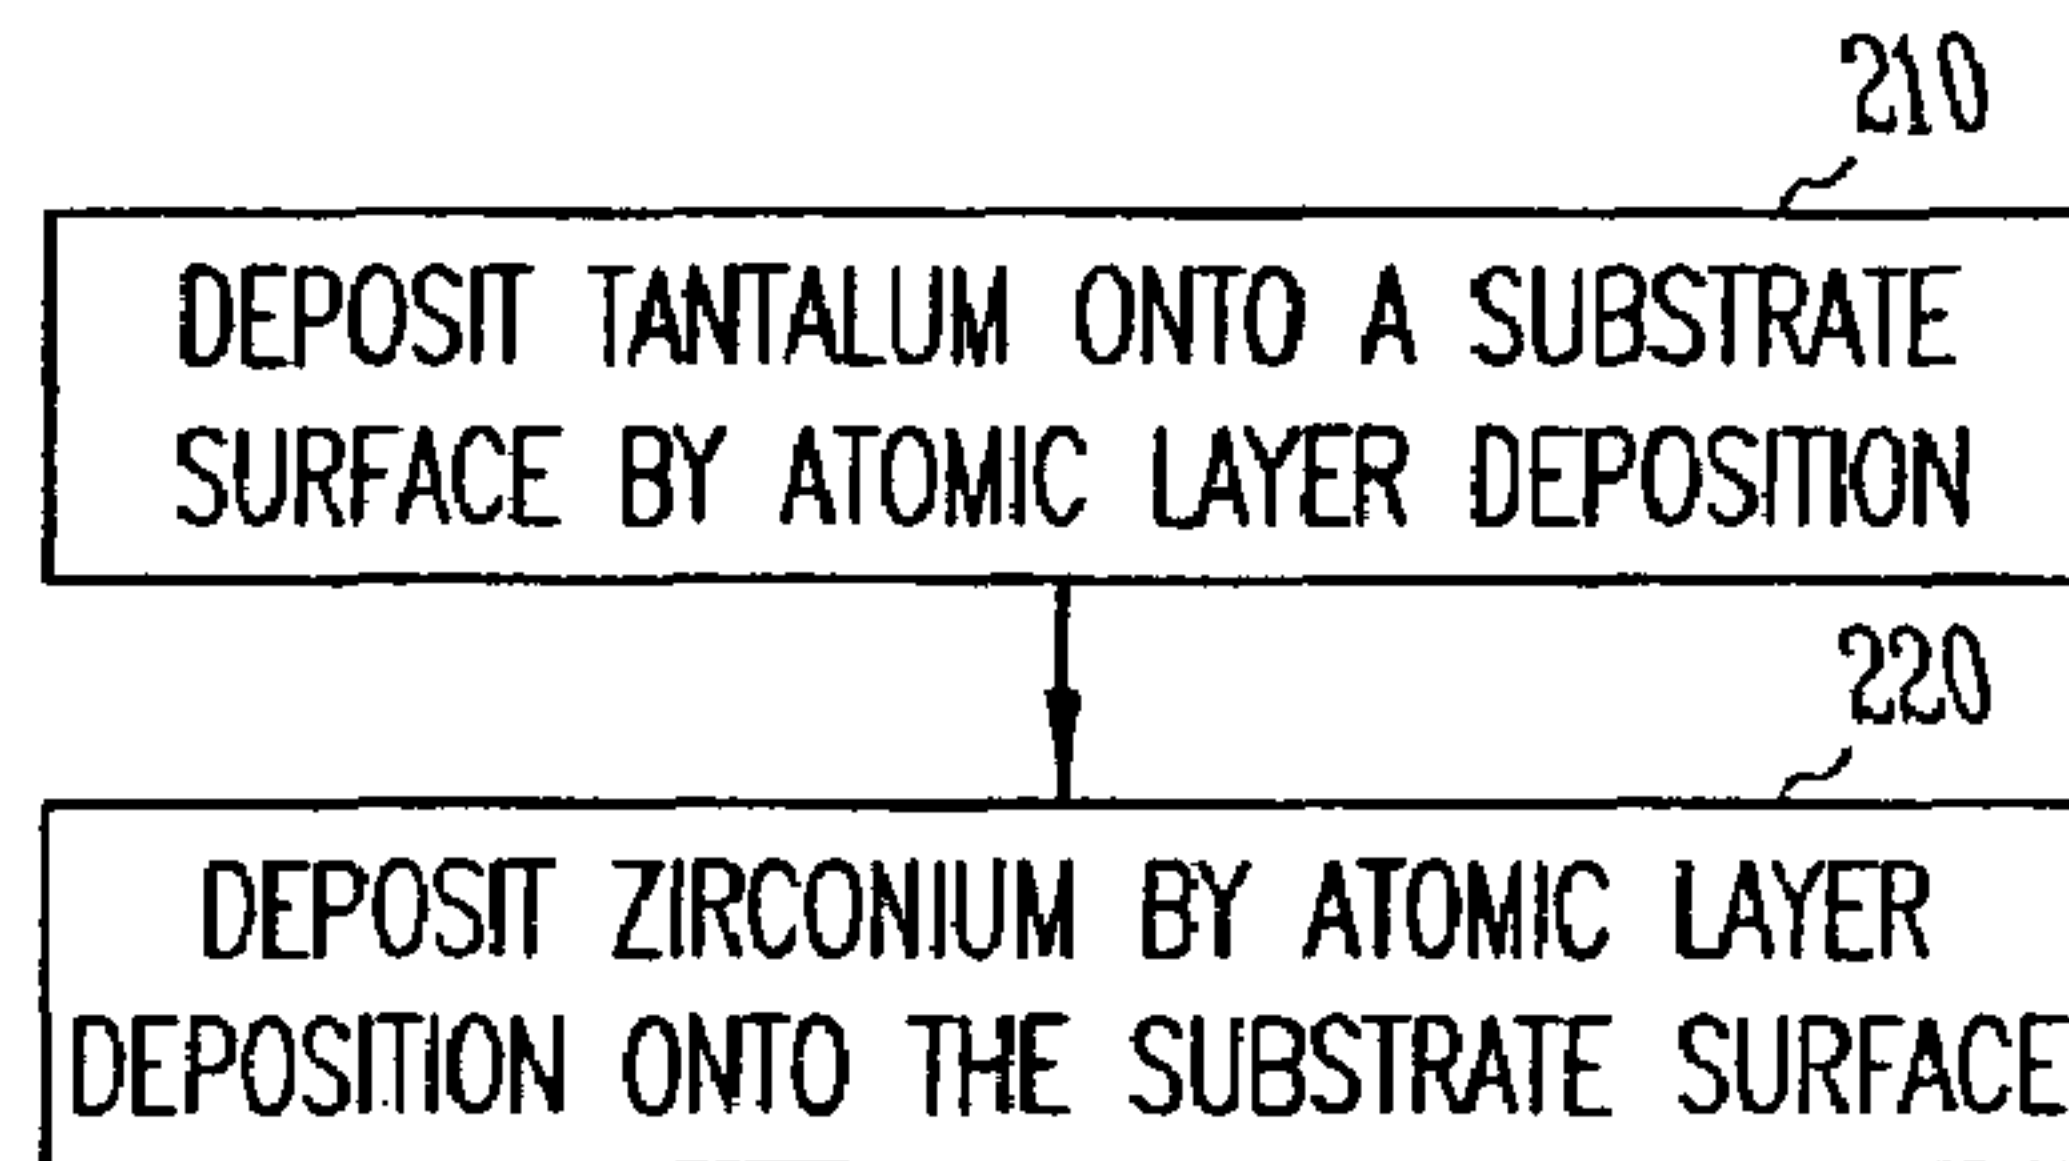 210
DEPOSIT TANTALUM ONTO A SUBSTRATE
SURFACE BY ATOMIC LAYER DEPOSITION
220
DEPOSIT ZIRCONIUM BY ATOMIC LAYER
DEPOSITION ONTO THE SUBSTRATE SURFACE